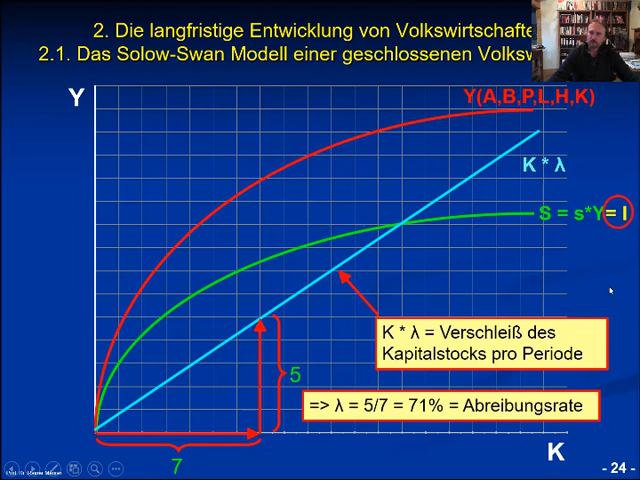 2. Die langfristige Entwicklung von Volkswirtschafte
2.1. Das Solow-Swan Modell einer geschlossenen Volksw
Y
Y(A,B,P,L,H,K)
K * λ
S = s*Y= I
K * λ = Verschleiß des
Kapitalstocks pro Periode
5
=> λ = 5/7 = 71% = Abreibungsrate
7
K
- 24 -